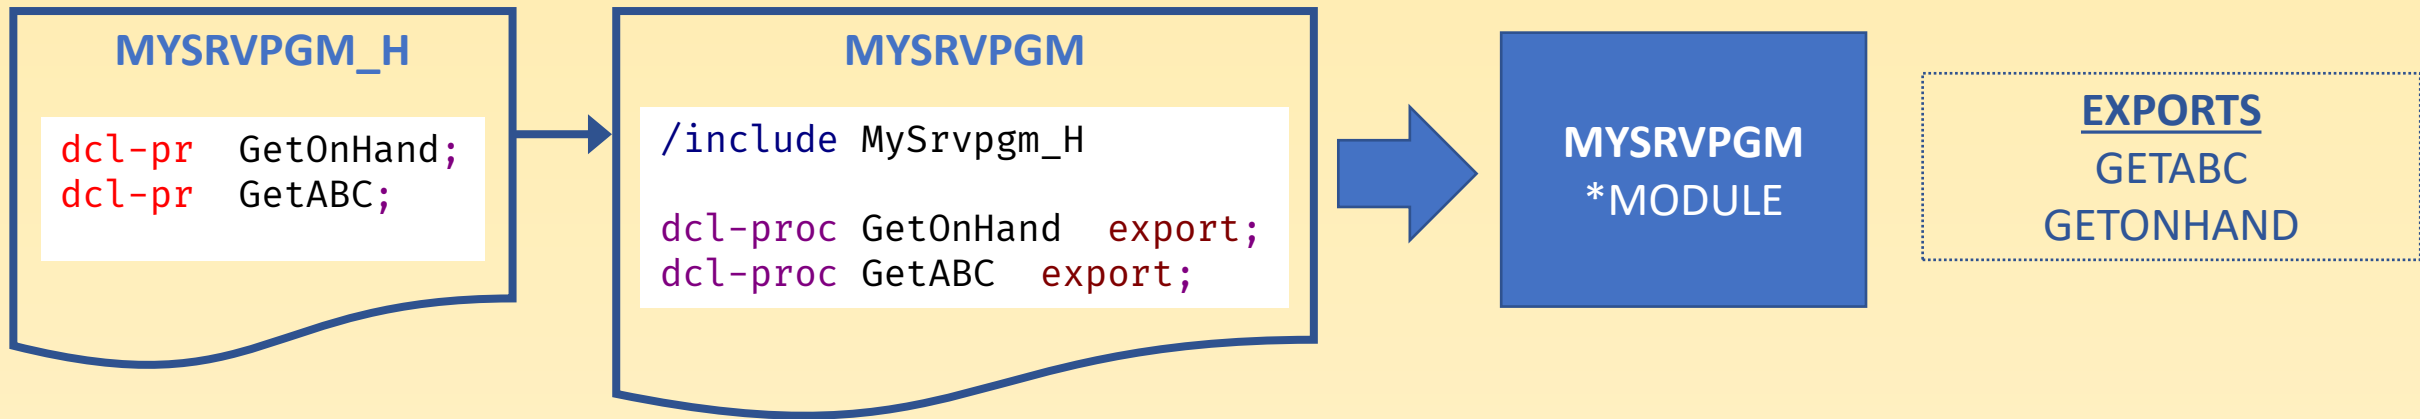 MYSRVPGM_H
dcl-pr GetOnHand;
dcl-pr GetABC;
MYSRVPGM
/include MySrvpgm_H
dcl-proc GetOnHand export;
dcl-proc GetABC export;
MYSRVPGM
*MODULE
EXPORTS
GETABC
GETONHAND